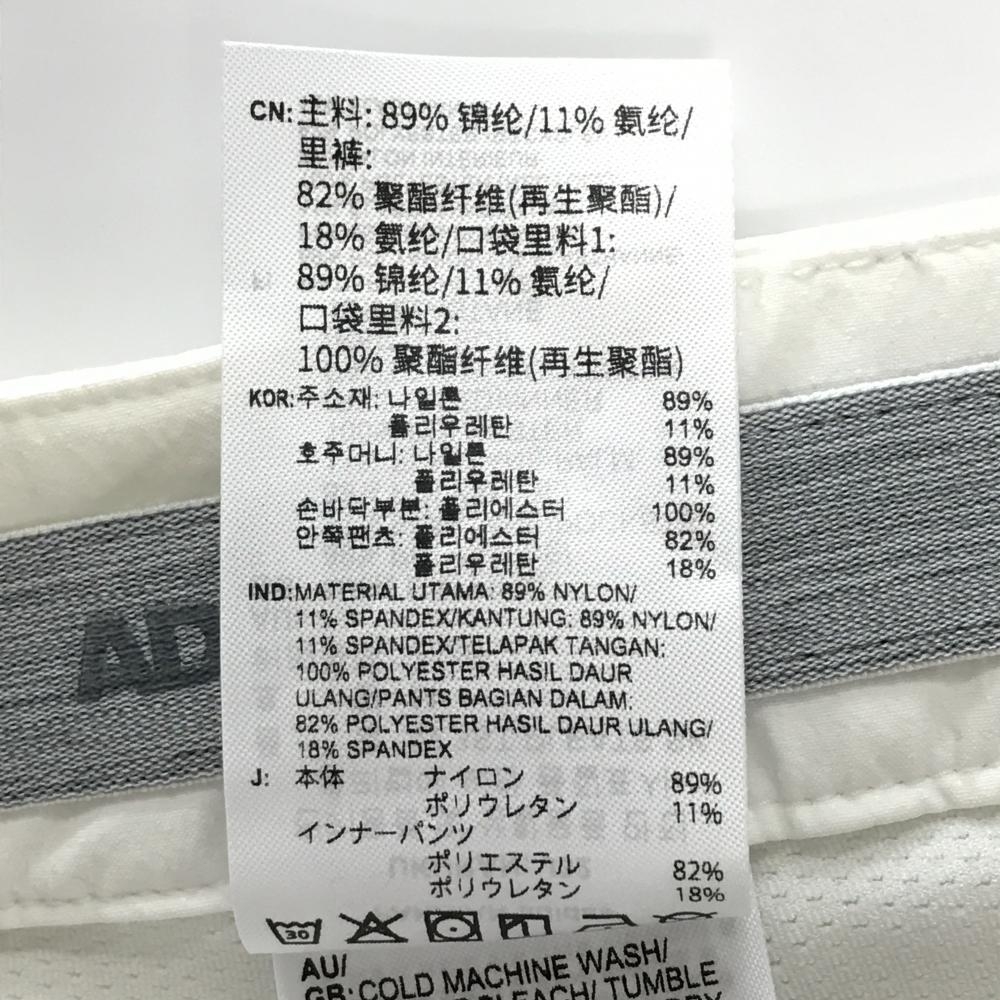 CN:主料: 89% 锦纶/11% 氨纶/
里裤:
82% 聚酯纤维(再生聚酯)/
18% 氨纶/口袋里料1:
89% 锦纶/11% 氨纶/
口袋里料2:
100% 聚酯纤维(再生聚酯)
KOR:주소재: 나일론 89%
폴리우레탄 11%
호주머니: 나일론 89%
폴리우레탄 11%
손바닥부분: 폴리에스터 100%
안쪽팬츠: 폴리에스터 82%
폴리우레탄 18%
IND:MATERIAL UTAMA: 89% NYLON/
11% SPANDEX/KANTUNG: 89% NYLON/
11% SPANDEX/TELAPAK TANGAN:
100% POLYESTER HASIL DAUR
ULANG/PANTS BAGIAN DALAM:
82% POLYESTER HASIL DAUR ULANG/
18% SPANDEX
J: 本体 ナイロン 89%
ポリウレタン 11%
インナーパンツ
ポリエステル 82%
ポリウレタン 18%
30
AD
AU/
GB:COLD MACHINE WASH/
BLEACH/ TUMBLE